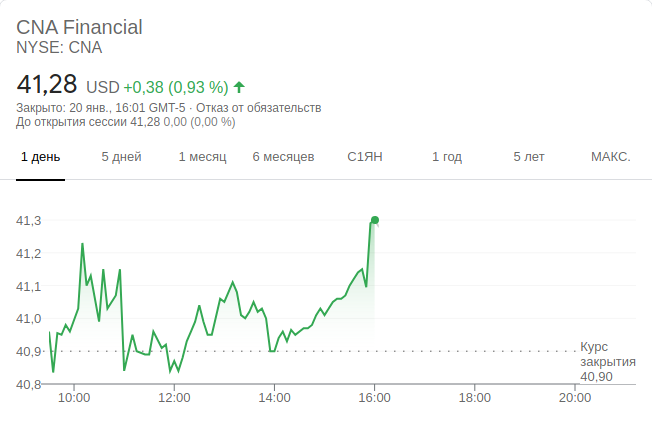 CNA Financial
NYSE: CNA
41,28 USD +0,38 (0,93 %)
Закрыто: 20 янв., 16:01 GMT-5 · Отказ от обязательств
До открытия сессии 41,28 0,00 (0,00 %)
1 день 5 дней 1 месяц 6 месяцев С1ЯН 1 год 5 лет МАКС.
41,3
41,2
41,1
41,0
40,9
40,8
Курс
закрытия
40,90
10:00 12:00 14:00 16:00 18:00 20:00